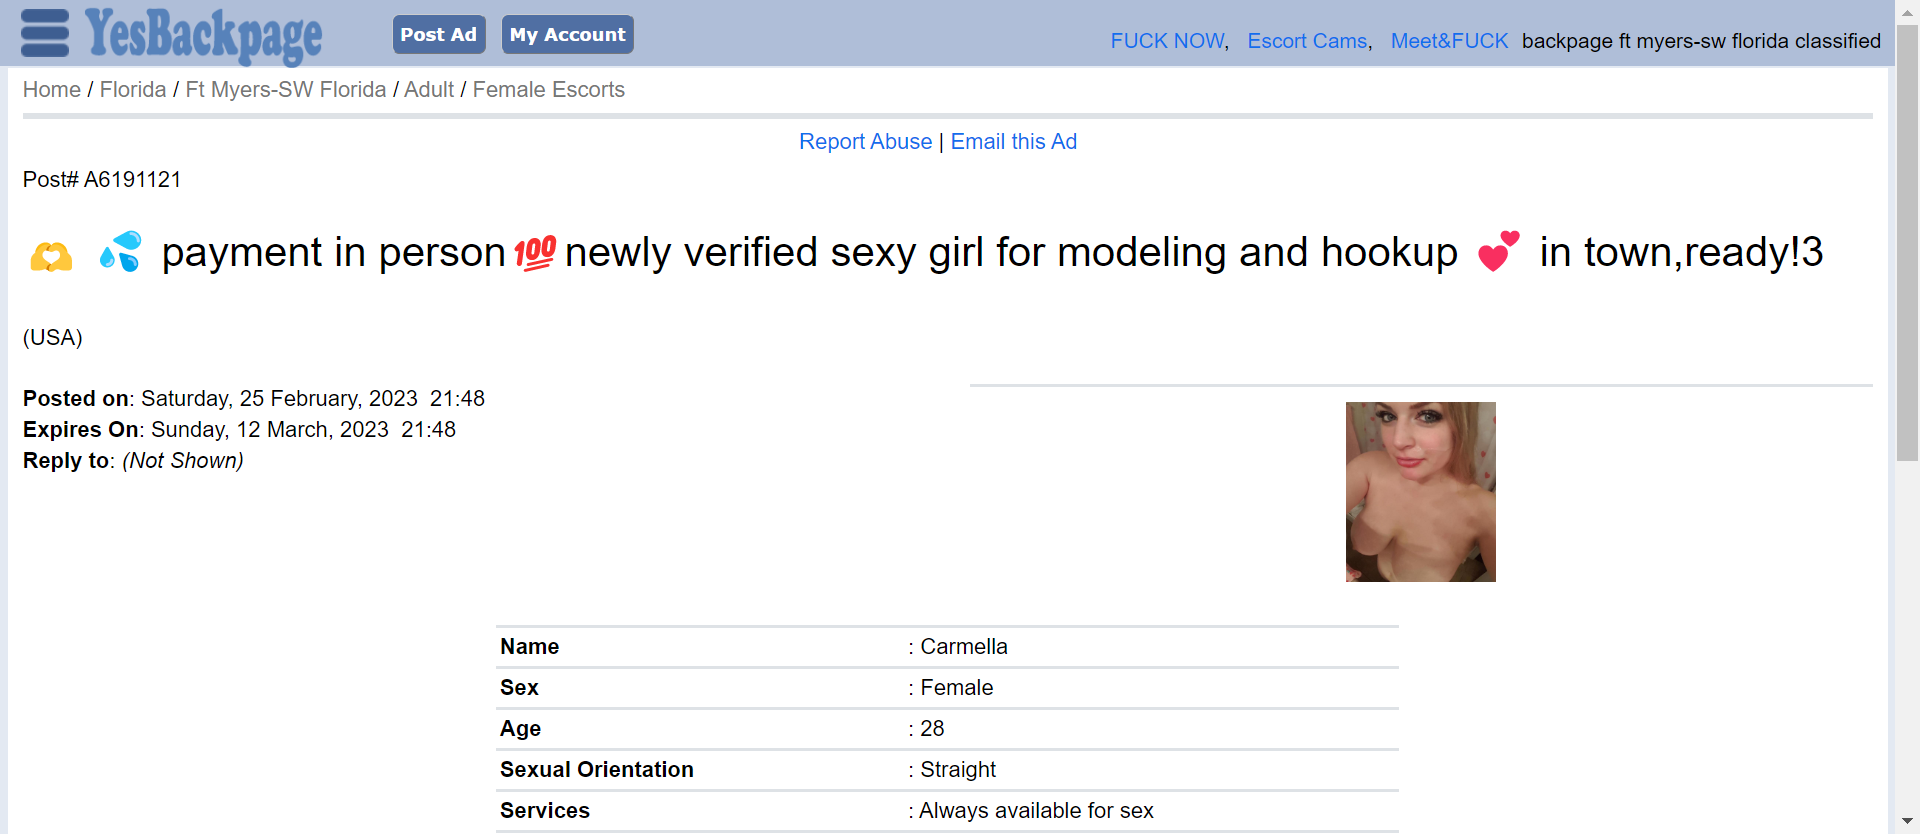 YesBackpage
Post Ad
My Account
FUCK NOW, Escort Cams, Meet&FUCK backpage ft myers-sw florida classified
Home / Florida / Ft Myers-SW Florida / Adult / Female Escorts
Report Abuse | Email this Ad
Post# A6191121
🫶 💦 payment in person💯newly verified sexy girl for modeling and hookup 💕 in town,ready!3
(USA)
Posted on: Saturday, 25 February, 2023 21:48
Expires On: Sunday, 12 March, 2023 21:48
Reply to: (Not Shown)
Name : Carmella
Sex : Female
Age : 28
Sexual Orientation : Straight
Services : Always available for sex